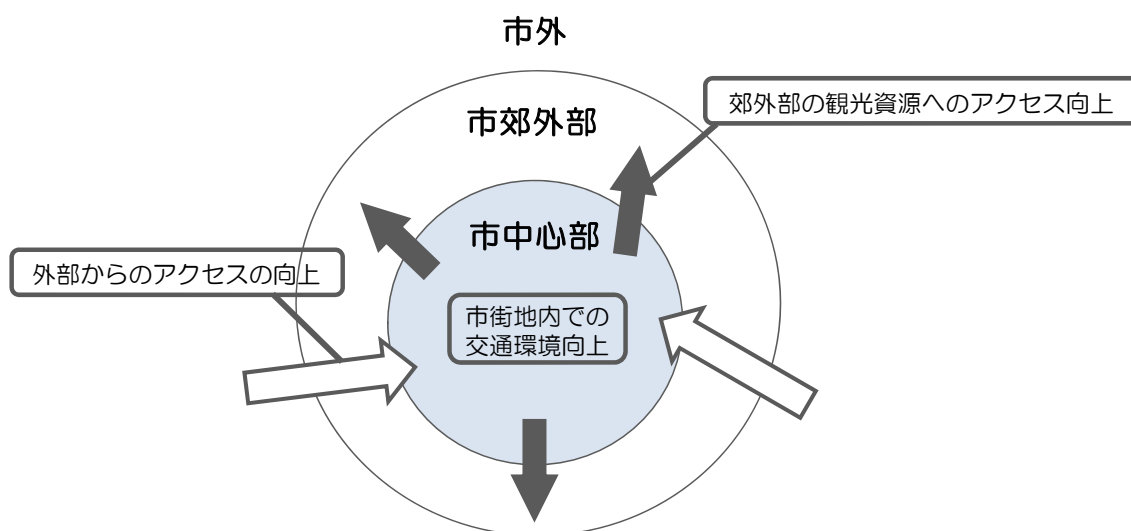 市外
郊外部の観光資源へのアクセス向上
市郊外部
市中心部
外部からのアクセスの向上
市街地内での
交通環境向上